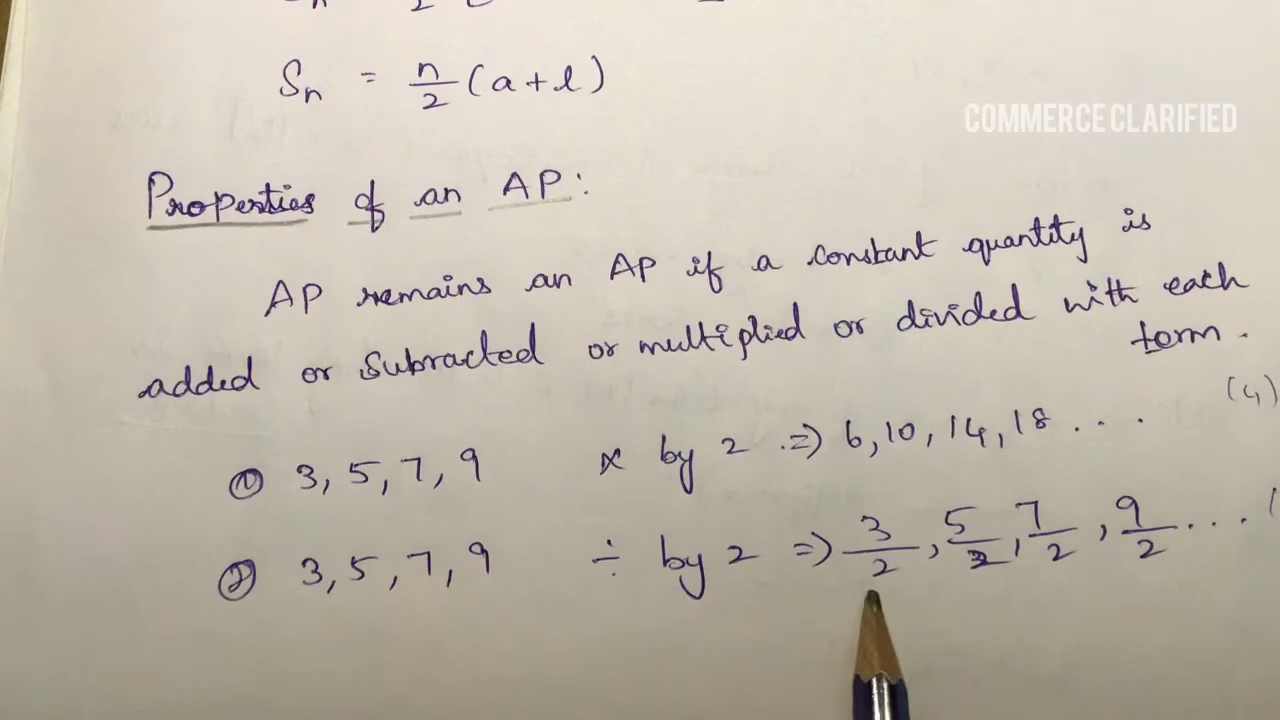 Sn = n/2 (a+l)
COMMERCE CLARIFIED
Properties of an AP:
AP remains an AP if a constant quantity is
added or subracted or multiplied or divided with each
term.
(4)
① 3, 5, 7, 9 × by 2 ⇒ 6, 10, 14, 18 . . .
② 3, 5, 7, 9 ÷ by 2 ⇒ 3/2, 5/2, 7/2, 9/2 . . .